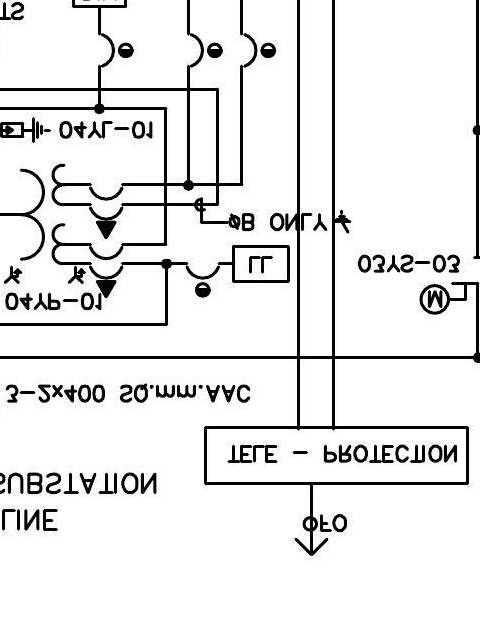 TS
04YL-01
ØB ONLY
LL
03YS-03
M
04YP-01
3-2x400 SQ.mm.AAC
TELE - PROTECTION
SUBSTATION
LINE
OFO